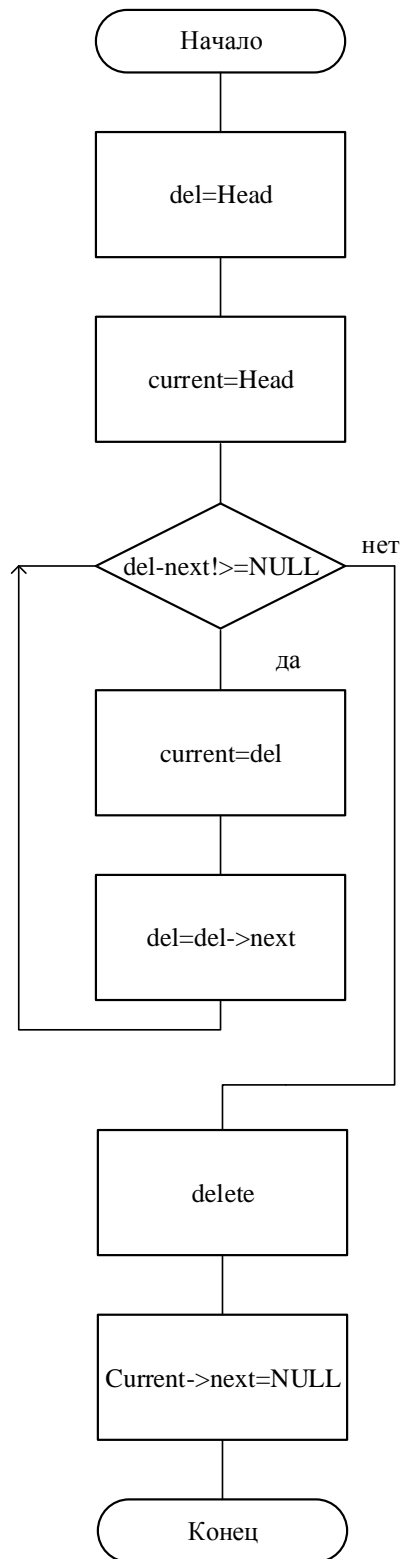 Начало
del=Head
current=Head
del-next!>=NULL
нет
да
current=del
del=del->next
delete
Current->next=NULL
Конец